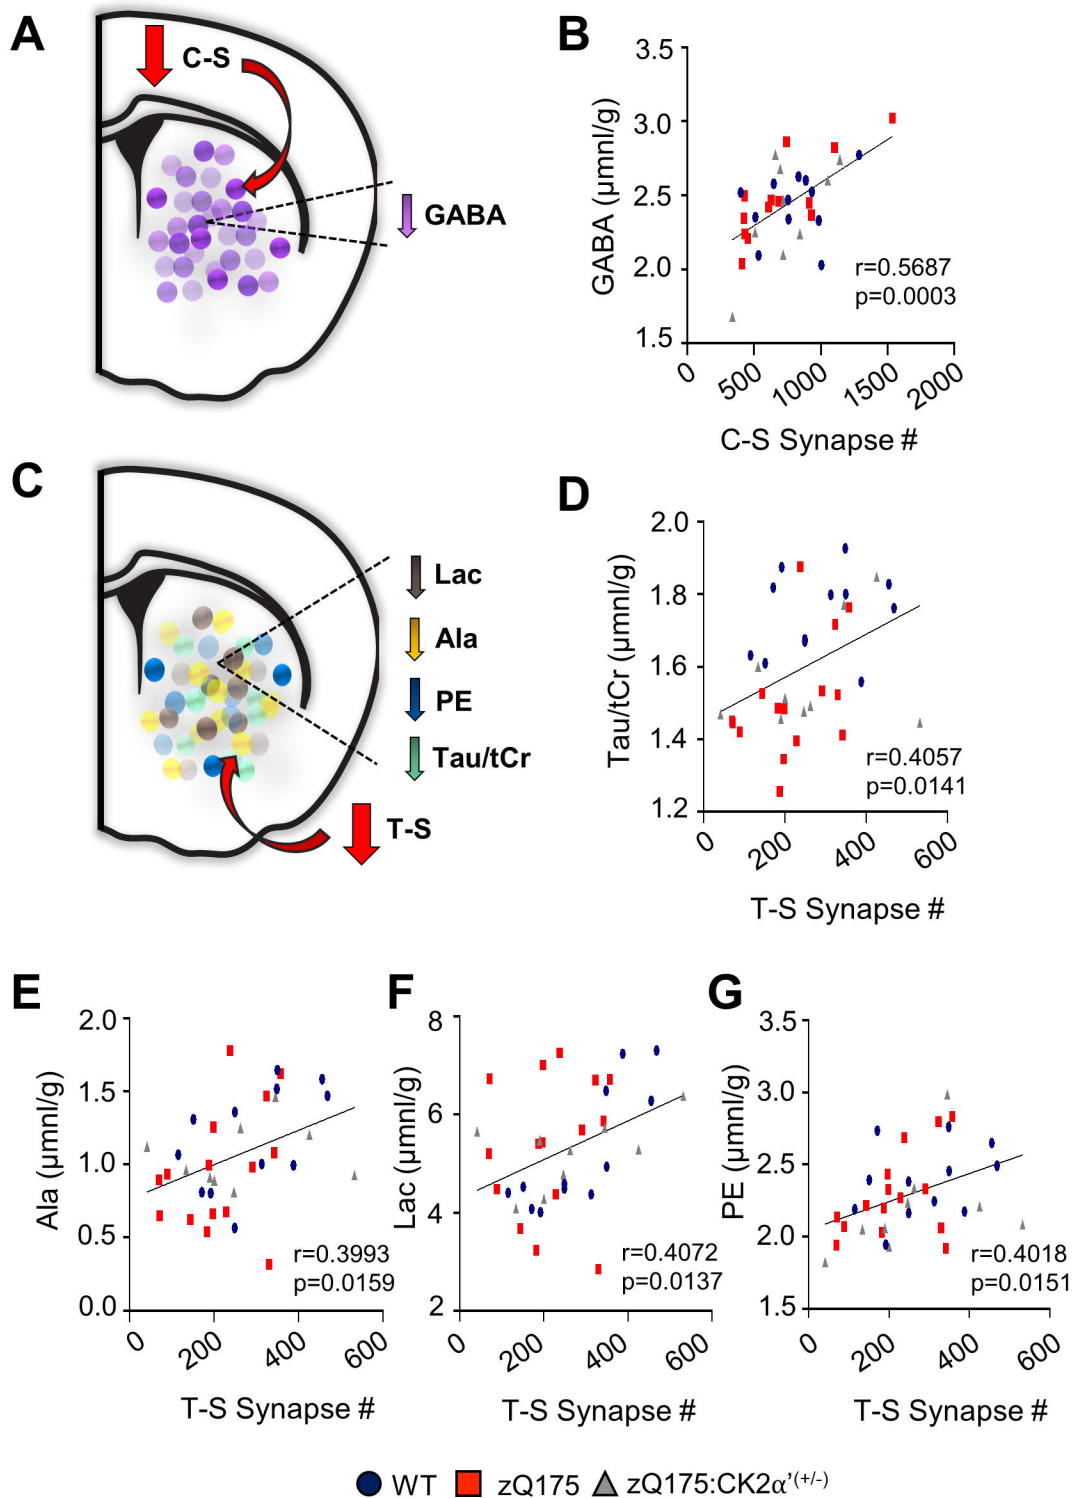 A
C-S
GABA
B
3.5
3.0
2.5
2.0
1.5
GABA (µmnl/g)
0
500
1000
1500
2000
C-S Synapse #
r=0.5687
p=0.0003
C
Lac
Ala
PE
Tau/tCr
T-S
D
2.0
1.8
1.6
1.4
1.2
Tau/tCr (µmnl/g)
0
200
400
600
T-S Synapse #
r=0.4057
p=0.0141
E
2.0
1.5
1.0
0.5
0.0
Ala (µmnl/g)
0
200
400
600
T-S Synapse #
r=0.3993
p=0.0159
F
8
6
4
2
Lac (µmnl/g)
0
200
400
600
T-S Synapse #
r=0.4072
p=0.0137
G
3.5
3.0
2.5
2.0
1.5
PE (µmnl/g)
0
200
400
600
T-S Synapse #
r=0.4018
p=0.0151
WT zQ175 zQ175:CK2α’(+/-)